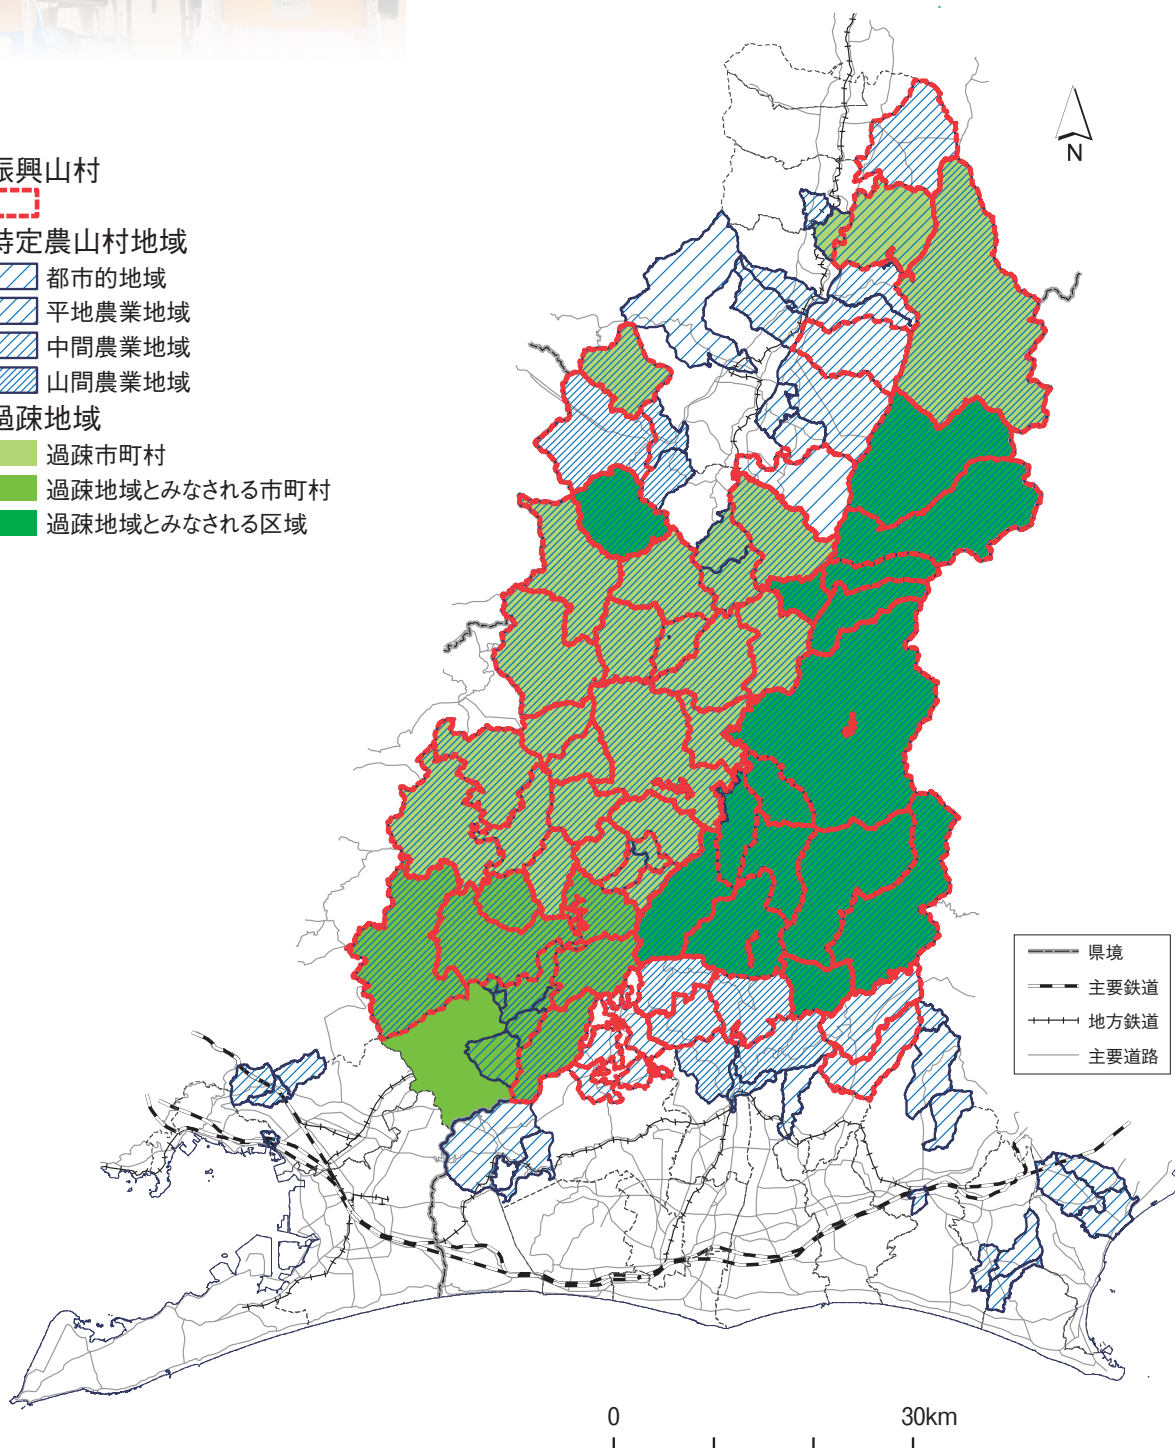 振興山村
特定農山村地域
都市的地域
平地農業地域
中間農業地域
山間農業地域
過疎地域
過疎市町村
過疎地域とみなされる市町村
過疎地域とみなされる区域
N
県境
主要鉄道
地方鉄道
主要道路
0 30km